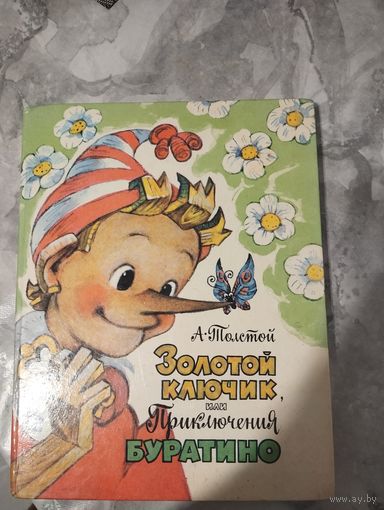 А·Толстой
Золотой
ключик,
или
Приключения
Буратино
www.ay.by